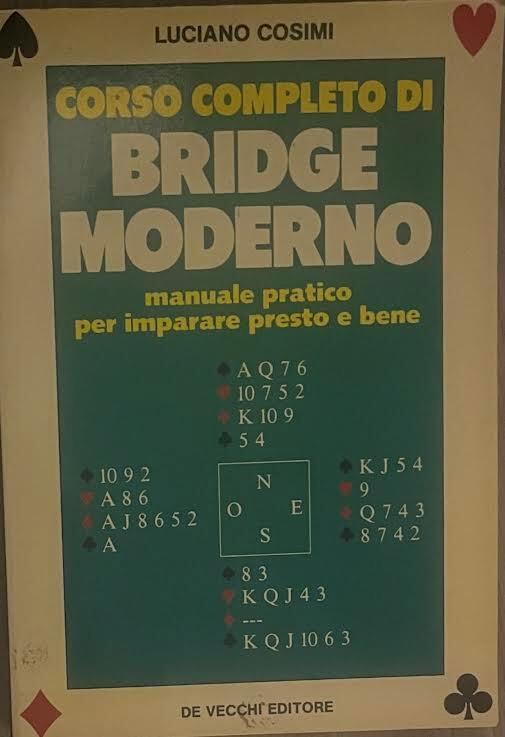 LUCIANO COSIMI
CORSO COMPLETO DI
BRIDGE
MODERNO
manuale pratico
per imparare presto e bene
♠ A Q 7 6
♥ 10 7 5 2
♦ K 10 9
♣ 5 4
♠ 10 9 2
♥ A 8 6
♦ A J 8 6 5 2
♣ A
N
O E
S
♠ K J 5 4
♥ 9
♦ Q 7 4 3
♣ 8 7 4 2
♠ 8 3
♥ K Q J 4 3
♦ ---
♣ K Q J 10 6 3
DE VECCHI EDITORE